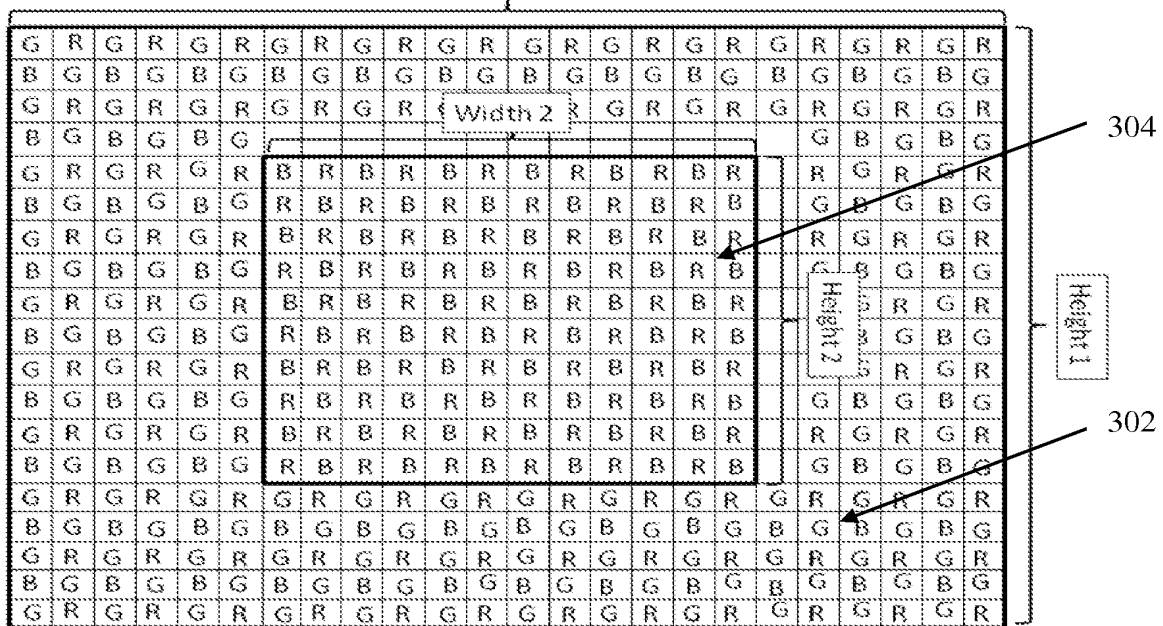 G R G R G R G R G R G R G R G R G R G R G R G R
B G B G B G B G B G B G B G B G B G B G B G B G
G R G R G R G R G R Width 2 R G R G R G R G R G R
B G B G B G G B G B G
304
G R G R G R B R B R B R B R B R B R R G R G R
B G B G B G R B R B R B R B R B R B G B G B G
G R G R G R B R B R B R B R B R B R R G R G R
B G B G B G R B R B R B R B R B R B G B G B G
G R G R G R B R B R B R B R B R B R G R G R
B G B G B G R B R B R B R B R B R B B G B G
Height 2
Height 1
G R G R G R B R B R B R B R B R B R G R G R
B G B G B G R B R B R B R B R B R B G B G B G
302
G R G R G R B R B R B R B R B R B R R G R G R
B G B G B G R B R B R B R B R B R B G B G B G
G R G R G R G R G R G R G R G R G R G R G R G R
B G B G B G B G B G B G B G B G B G B G B G B G
G R G R G R G R G R G R G R G R G R G R G R G R
B G B G B G B G B G B G B G B G B G B G B G B G
G R G R G R G R G R G R G R G R G R G R G R G R